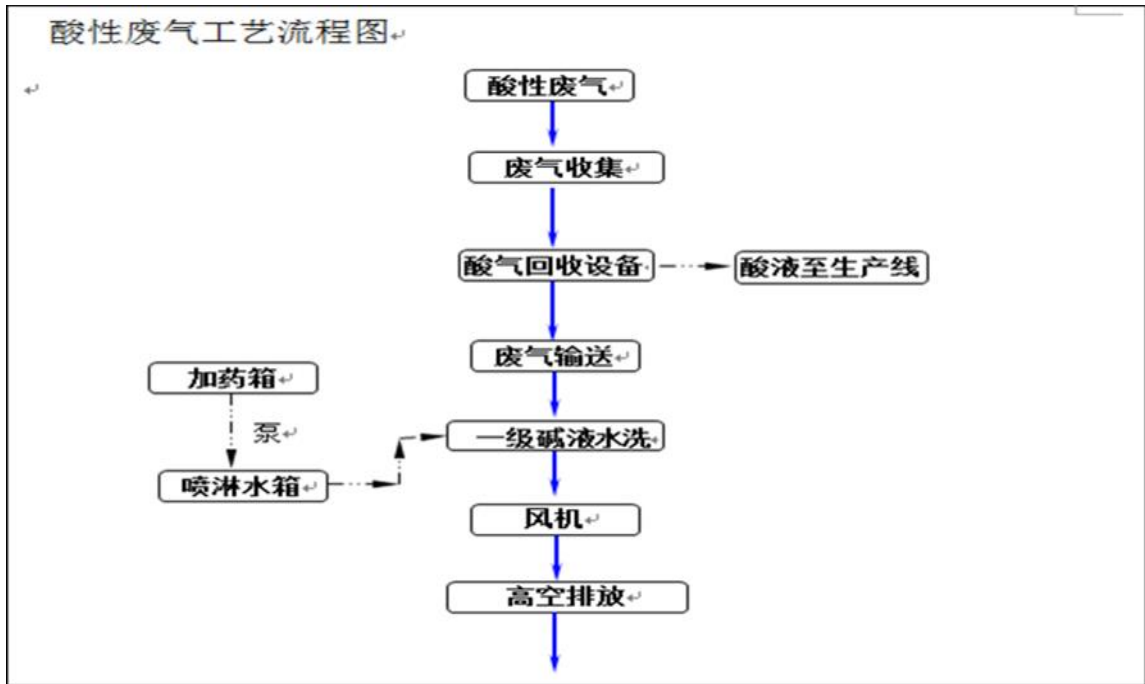 酸性废气工艺流程图
酸性废气
废气收集
酸气回收设备
酸液至生产线
废气输送
加药箱
泵
一级碱液水洗
喷淋水箱
风机
高空排放